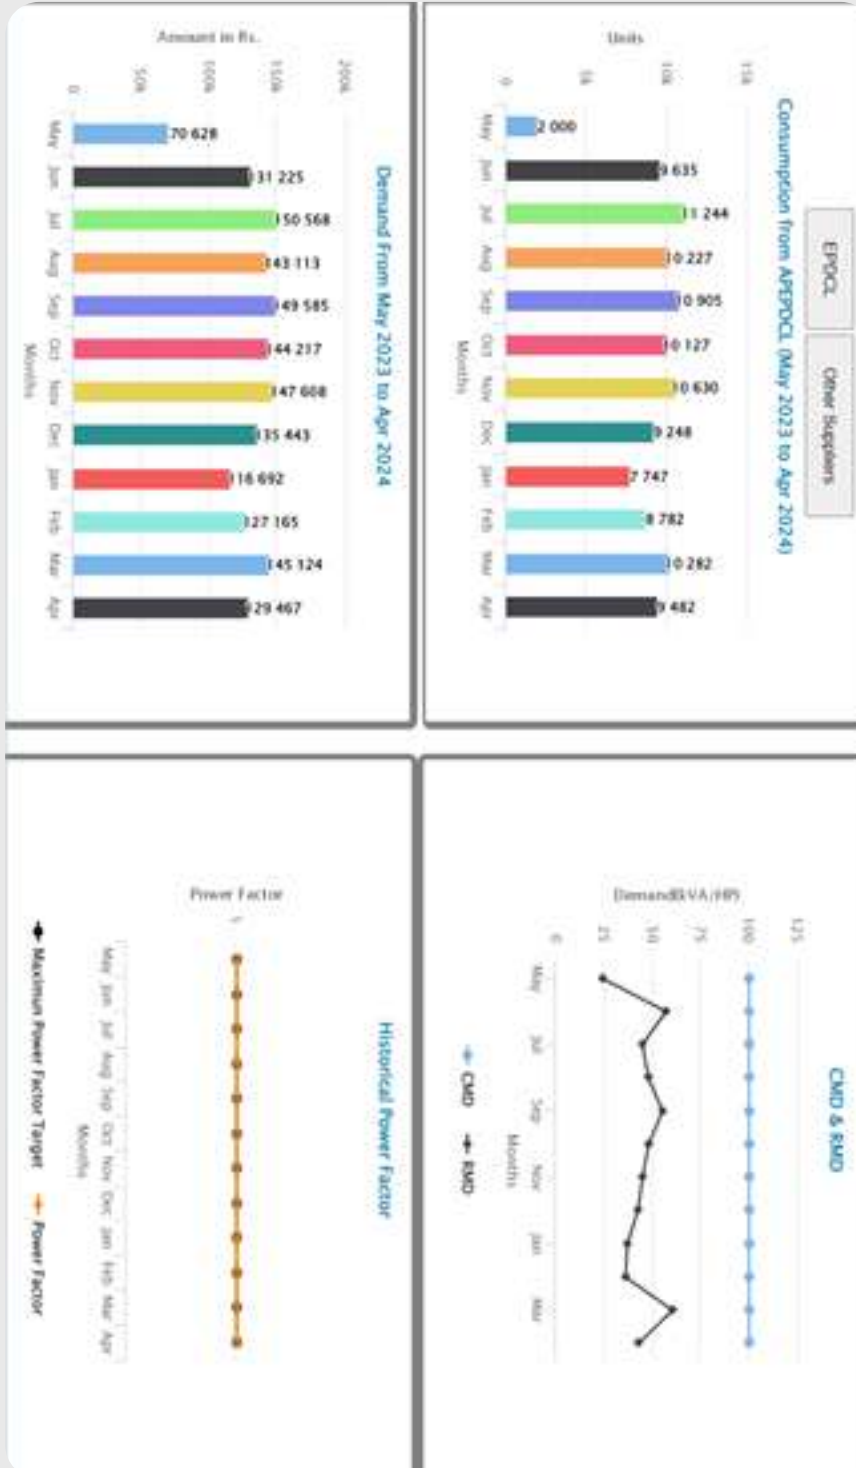 EPDCL
Other Suppliers
Consumption from APEPDCL (May 2023 to Apr 2024)
Units
15k
10k
5k
0
2 000
9 635
11 244
10 227
10 905
10 127
10 630
9 248
7 747
8 782
10 282
9 482
May Jun Jul Aug Sep Oct Nov Dec Jan Feb Mar Apr
Months
CMD & RMD
Demand(kVA/HP)
125
100
75
50
25
0
May Jul Sep Nov Jan Mar
Months
CMD RMD
Demand From May 2023 to Apr 2024
Amount in Rs.
200k
150k
100k
50k
0
70 628
131 225
150 568
143 113
149 585
144 217
147 608
135 443
116 692
127 165
145 124
129 467
May Jun Jul Aug Sep Oct Nov Dec Jan Feb Mar Apr
Months
Historical Power Factor
Power Factor
1
May Jun Jul Aug Sep Oct Nov Dec Jan Feb Mar Apr
Months
Maximun Power Factor Target Power Factor